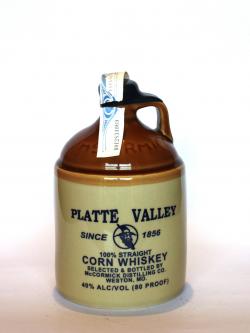 PLATTE VALLEY
SINCE 1856
100% STRAIGHT
CORN WHISKEY
SELECTED & BOTTLED BY
McCORMICK DISTILLING CO.
WESTON, MO.
40% ALC/VOL (80 PROOF)